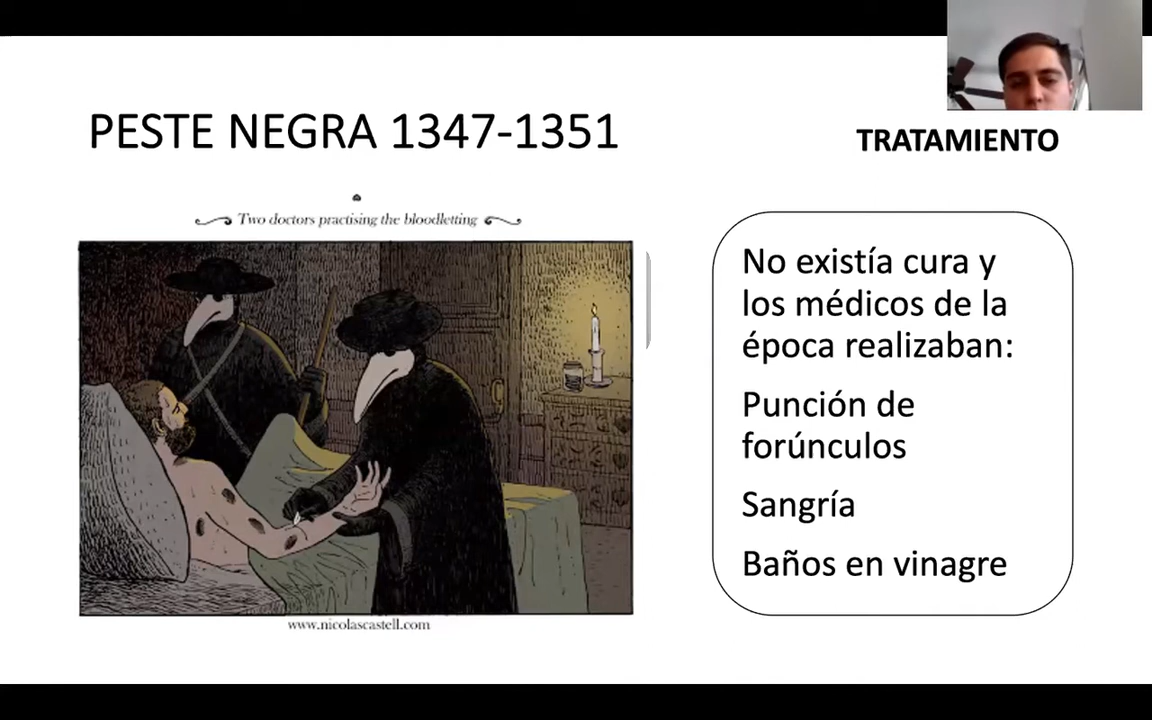 PESTE NEGRA 1347-1351
TRATAMIENTO
Two doctors practising the bloodletting
No existía cura y
los médicos de la
época realizaban:
Punción de
forúnculos
Sangría
Baños en vinagre
www.nicolascastell.com